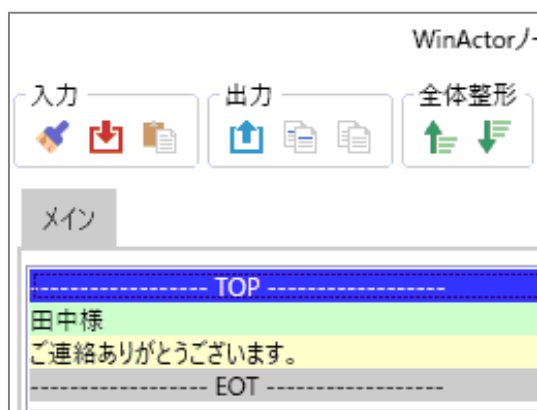 WinActorノー
入力
出力
全体整形
メイン
----------------- TOP -----------------
田中様
ご連絡ありがとうございます。
----------------- EOT -----------------